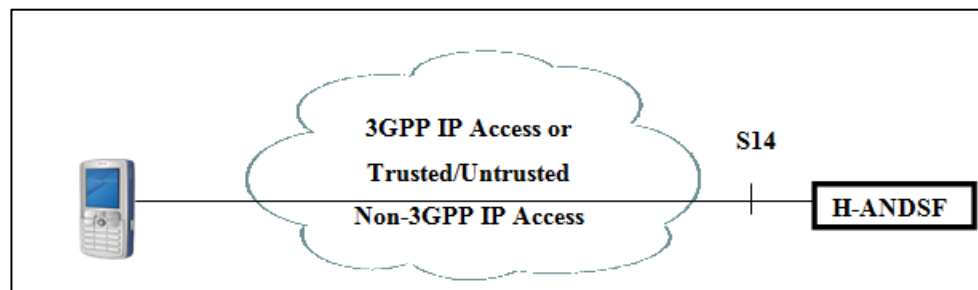 3GPP IP Access or
Trusted/Untrusted
Non-3GPP IP Access
S14
H-ANDSF